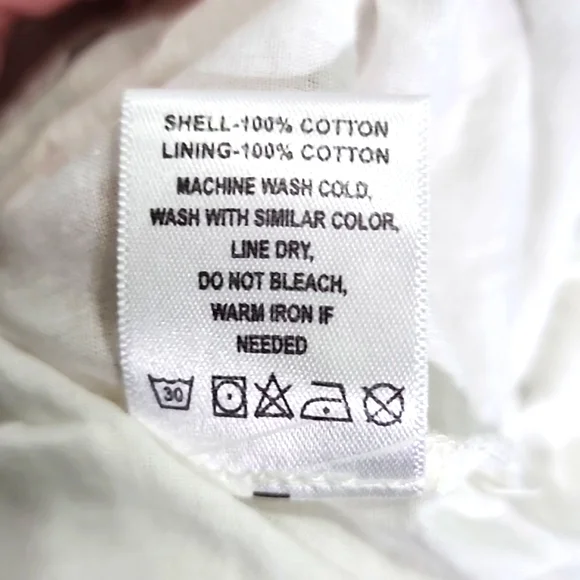 SHELL-100% COTTON
LINING-100% COTTON
MACHINE WASH COLD,
WASH WITH SIMILAR COLOR,
LINE DRY,
DO NOT BLEACH,
WARM IRON IF
NEEDED
30